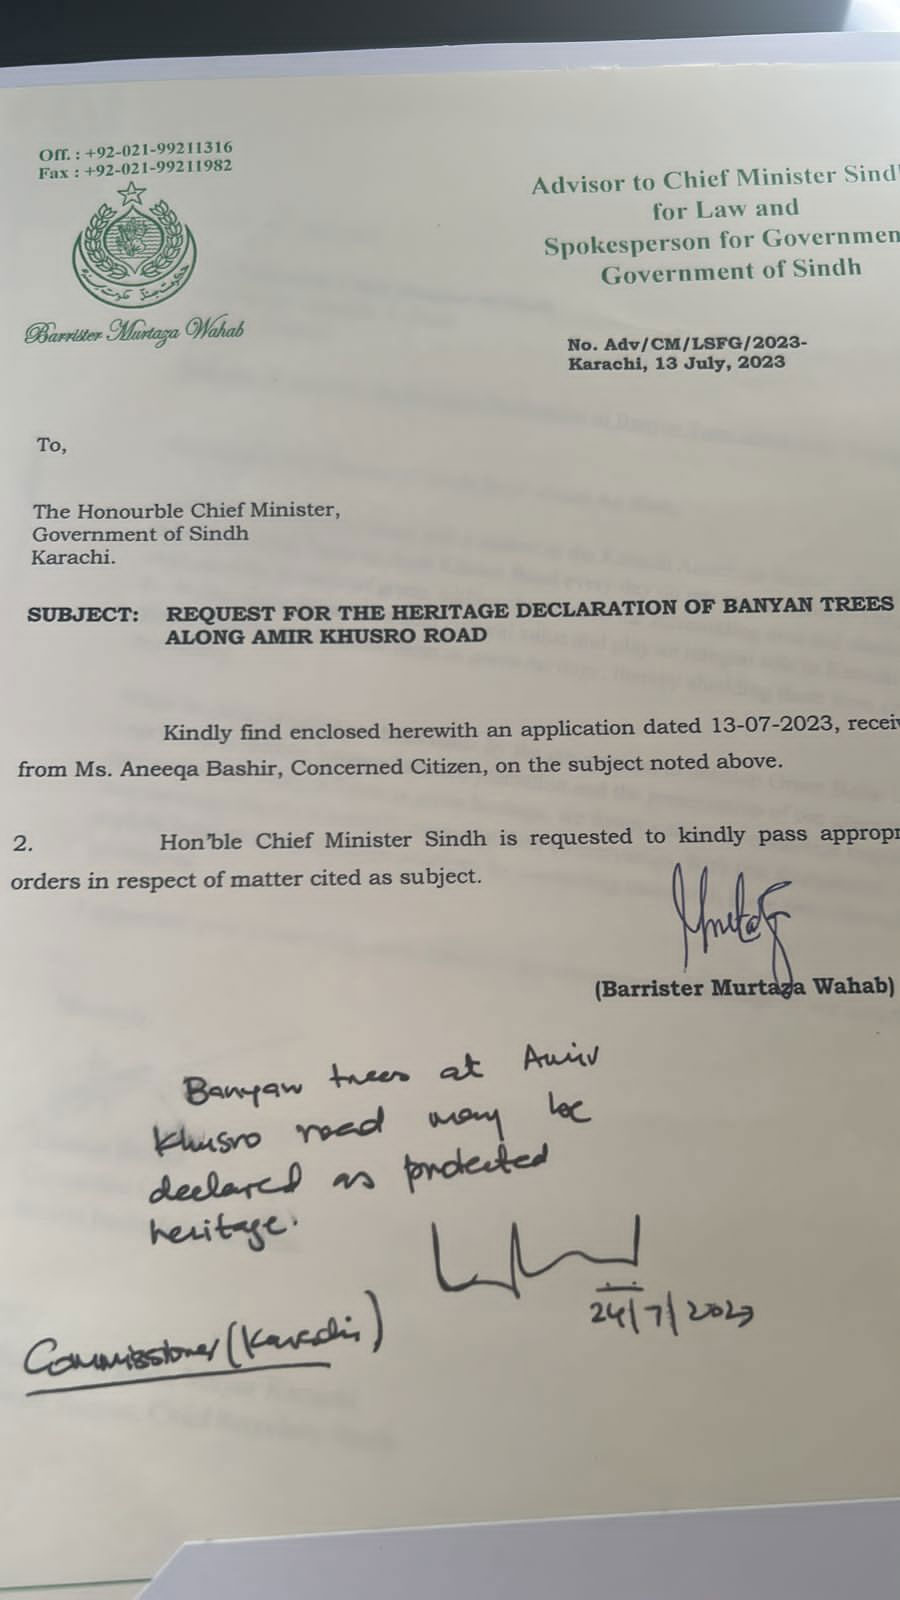 Off. : +92-021-99211316
Fax : +92-021-99211982
Barrister Murtaza Wahab
Advisor to Chief Minister Sind
for Law and
Spokesperson for Governmen
Government of Sindh
No. Adv/CM/LSFG/2023-
Karachi, 13 July, 2023
To,
The Honourble Chief Minister,
Government of Sindh
Karachi.
SUBJECT: REQUEST FOR THE HERITAGE DECLARATION OF BANYAN TREES
ALONG AMIR KHUSRO ROAD
Kindly find enclosed herewith an application dated 13-07-2023, receiv
from Ms. Aneeqa Bashir, Concerned Citizen, on the subject noted above.
2. Hon'ble Chief Minister Sindh is requested to kindly pass appropr
orders in respect of matter cited as subject.
(Barrister Murtaza Wahab)
Banyan trees at Amir
Khusro road may be
declared as protected
heritage.
24/7/2023
Commissioner (Karachi)